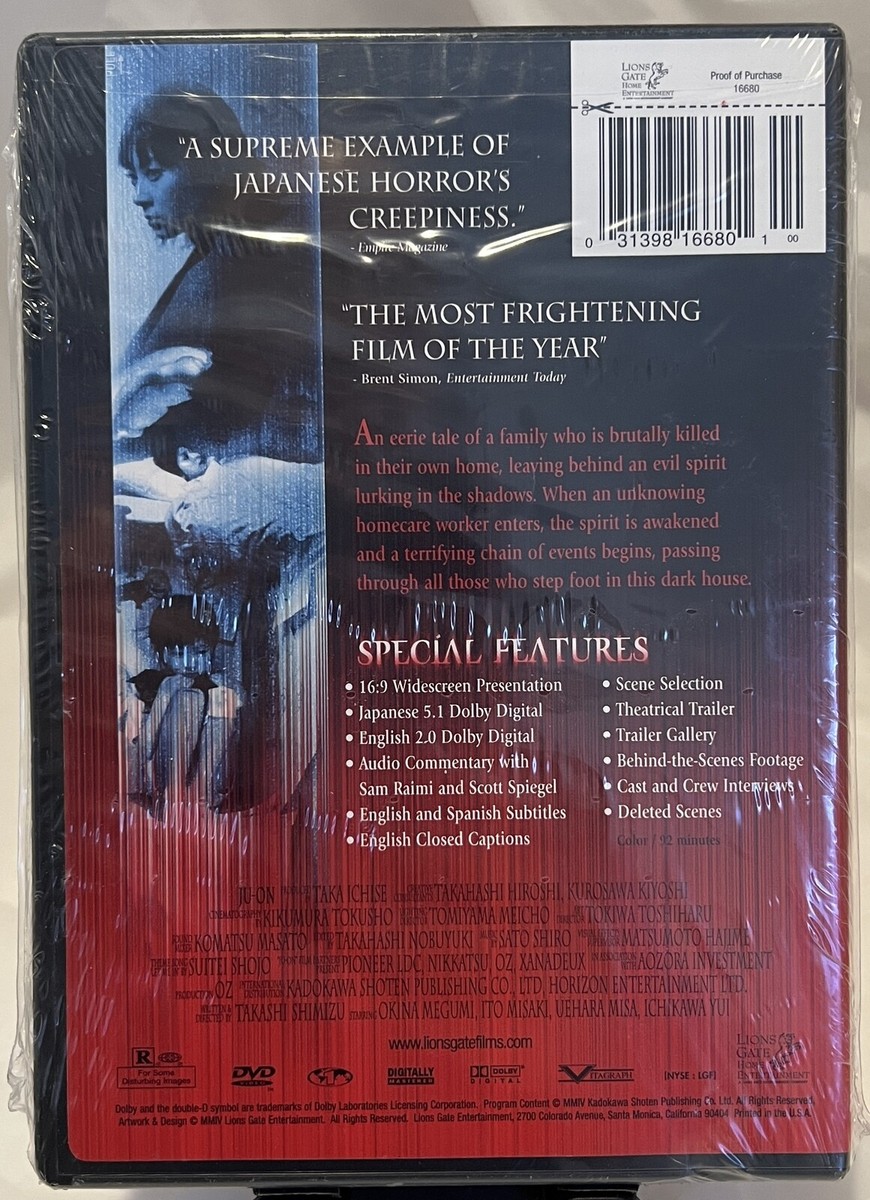 LIONS
GATE
HOME
ENTERTAINMENT
Proof of Purchase
16680
0 31398 16680 1 00
"A SUPREME EXAMPLE OF
JAPANESE HORROR'S
CREEPINESS."
- Empire Magazine
"THE MOST FRIGHTENING
FILM OF THE YEAR"
- Brent Simon, Entertainment Today
An eerie tale of a family who is brutally killed
in their own home, leaving behind an evil spirit
lurking in the shadows. When an unknowing
homecare worker enters, the spirit is awakened
and a terrifying chain of events begins, passing
through all those who step foot in this dark house.
SPECIAL FEATURES
• 16:9 Widescreen Presentation
• Japanese 5.1 Dolby Digital
• English 2.0 Dolby Digital
• Audio Commentary with
Sam Raimi and Scott Spiegel
• English and Spanish Subtitles
• English Closed Captions
• Scene Selection
• Theatrical Trailer
• Trailer Gallery
• Behind-the-Scenes Footage
• Cast and Crew Interviews
• Deleted Scenes
Color / 92 minutes
JU-ON TAKA ICHISE TAKAHASHI HIROSHI, KUROSAWA KIYOSHI
CINEMATOGRAPHY KIKUMURA TOKUSHO TOMIYAMA MEICHO TOKIWA TOSHIHARU
KOMATSU MASATO TAKAHASHI NOBUYUKI SATO SHIRO MATSUMOTO HAJIME
SUITEI SHOJO PIONEER LDC, NIKKATSU, OZ, XANADEUX AOZORA INVESTMENT
PRODUCTION OZ INTERNATIONAL DISTRIBUTION KADOKAWA SHOTEN PUBLISHING CO., LTD, HORIZON ENTERTAINMENT LTD.
WRITTEN & DIRECTED BY TAKASHI SHIMIZU STARRING OKINA MEGUMI, ITO MISAKI, UEHARA MISA, ICHIKAWA YUI
www.lionsgatefilms.com
R
For Some
Disturbing Images
DVD
DIGITALLY
MASTERED
DOLBY
DIGITAL
VITAGRAPH
[NYSE : LGF]
LIONS
GATE
HOME
ENTERTAINMENT
Dolby and the double-D symbol are trademarks of Dolby Laboratories Licensing Corporation. Program Content © MMIV Kadokawa Shoten Publishing Co. Ltd. All Rights Reserved.
Artwork & Design © MMIV Lions Gate Entertainment. All Rights Reserved. Lions Gate Entertainment, 2700 Colorado Avenue, Santa Monica, California 90404 Printed in the U.S.A.